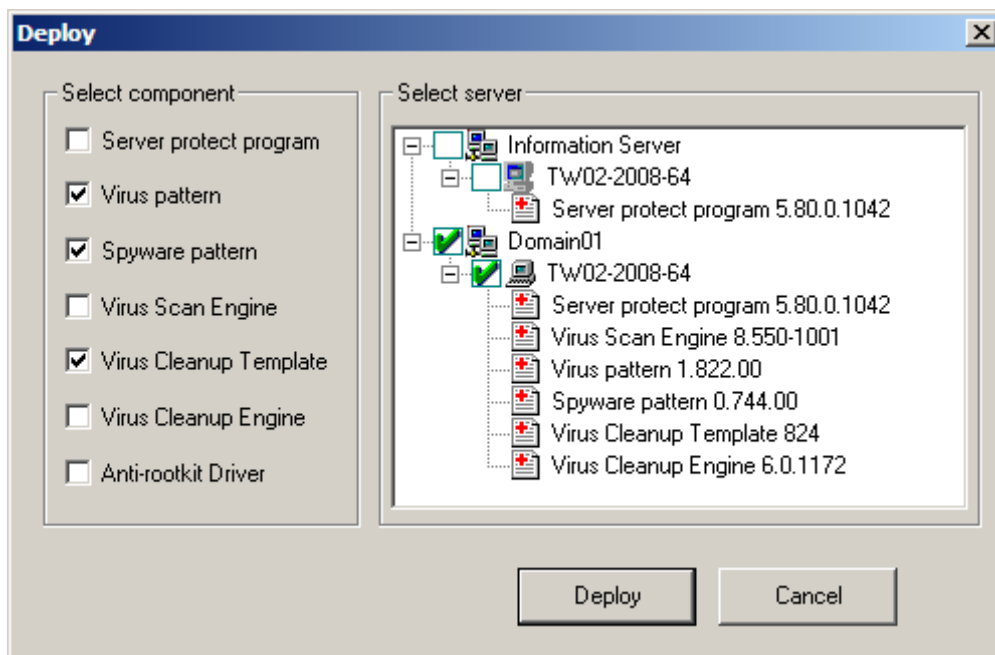 Deploy
Select component
Server protect program
Virus pattern
Spyware pattern
Virus Scan Engine
Virus Cleanup Template
Virus Cleanup Engine
Anti-rootkit Driver
Select server
Information Server
TW02-2008-64
Server protect program 5.80.0.1042
Domain01
TW02-2008-64
Server protect program 5.80.0.1042
Virus Scan Engine 8.550-1001
Virus pattern 1.822.00
Spyware pattern 0.744.00
Virus Cleanup Template 824
Virus Cleanup Engine 6.0.1172
Deploy
Cancel